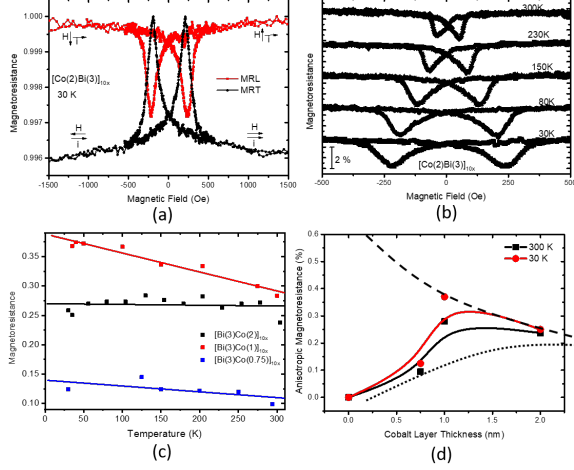 1.000
0.999
0.998
0.997
0.996
Magnetoresistance
H
I
[Co(2)Bi(3)]10x
30 K
MRL
MRT
H
I
H
i
H
i
-1500 -1000 -500 0 500 1000 1500
Magnetic Field (Oe)
(a)
Magnetoresistance
300K
230K
150K
80K
30K
2 %
[Co(2)Bi(3)]10x
-500 -250 0 250 500
Magnetic Field (Oe)
(b)
0.35
0.30
0.25
0.20
0.15
0.10
Magnetoresistance
[Bi(3)Co(2)]10x
[Bi(3)Co(1)]10x
[Bi(3)Co(0.75)]10x
0 50 100 150 200 250 300
Temperature (K)
(c)
0.6
0.5
0.4
0.3
0.2
0.1
0.0
Anisotropic Magnetoresistance (%)
300 K
30 K
0.0 0.5 1.0 1.5 2.0
Cobalt Layer Thickness (nm)
(d)